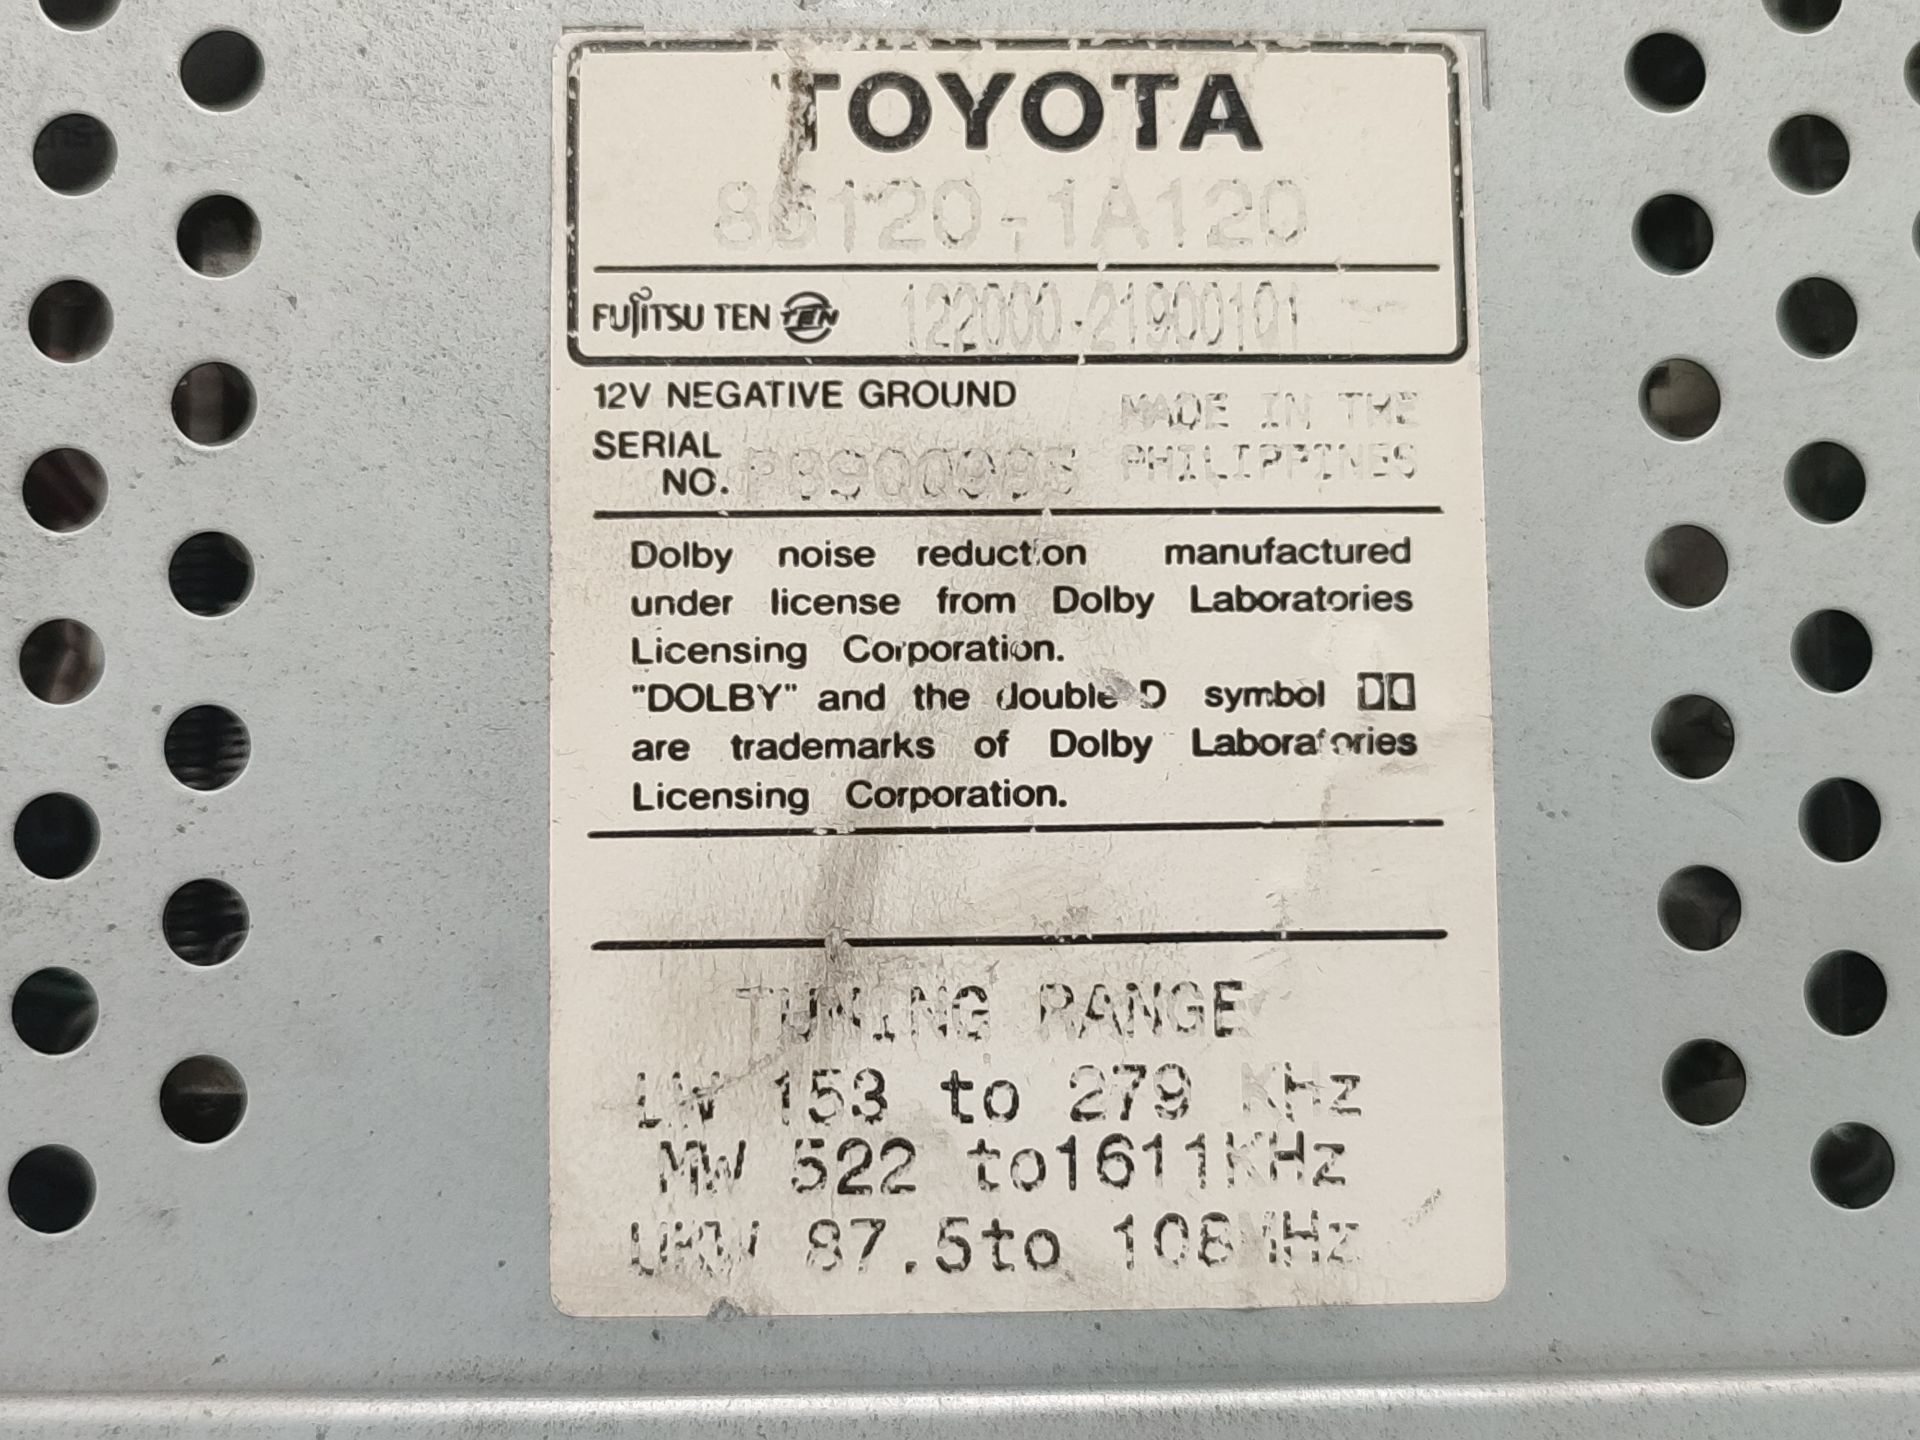 TOYOTA
86120-1A120
FUJITSU TEN TEN 122000-21900101
12V NEGATIVE GROUND
MADE IN THE
PHILIPPINES
SERIAL
NO.
Dolby noise reduction manufactured
under license from Dolby Laboratories
Licensing Corporation.
"DOLBY" and the double D symbol
are trademarks of Dolby Laboratories
Licensing Corporation.
TUNING RANGE
LW 153 to 279 KHz
MW 522 to1611KHz
UKW 87.5to 108MHz